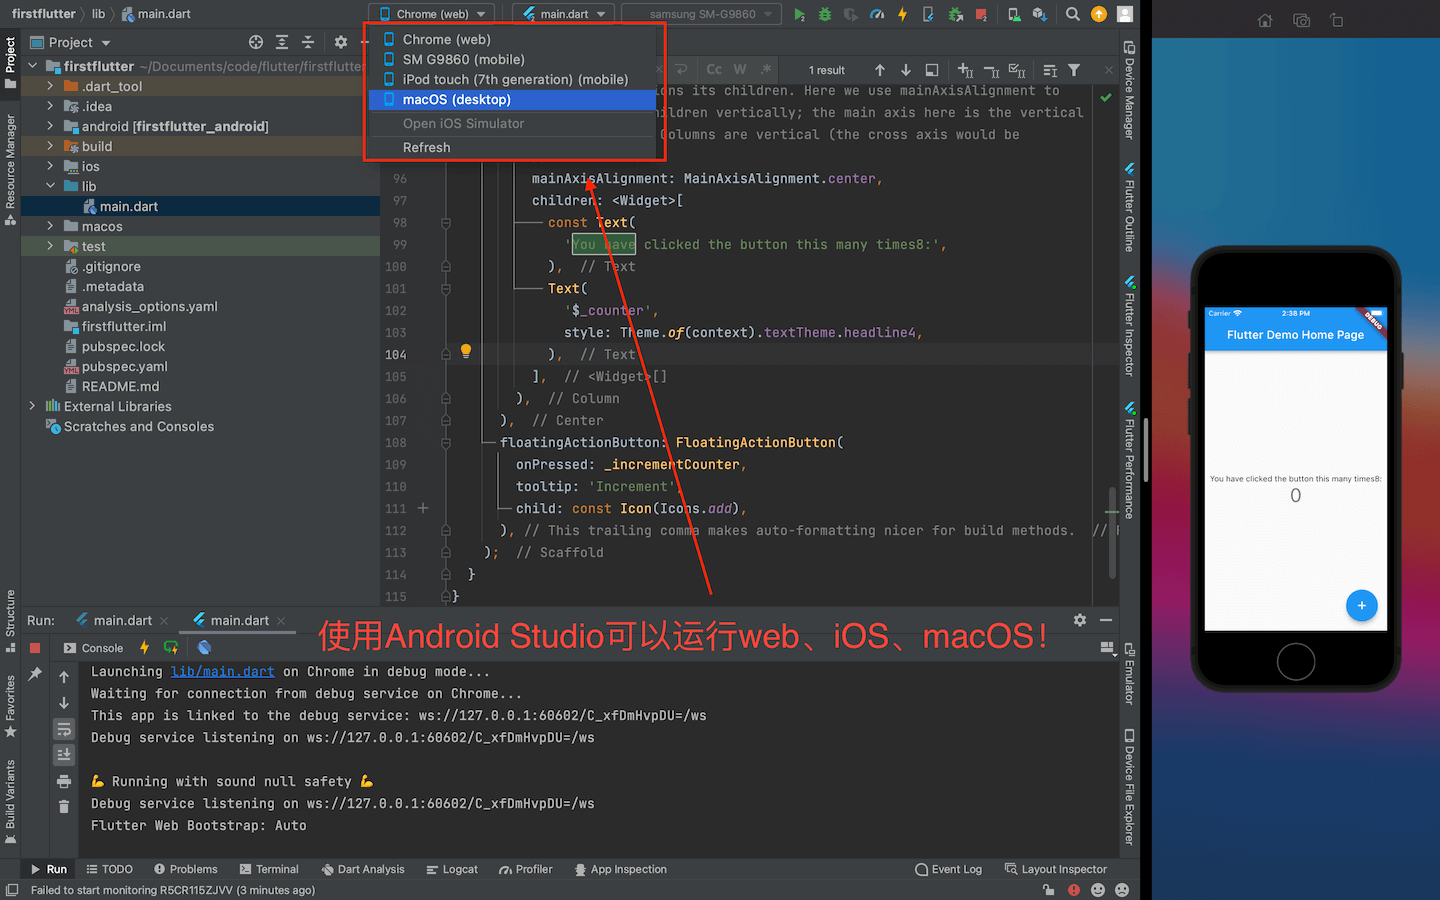 firstflutter › lib › main.dart
Chrome (web)
main.dart
samsung SM-G9860
Project
Chrome (web)
SM G9860 (mobile)
iPod touch (7th generation) (mobile)
macOS (desktop)
Open iOS Simulator
Refresh
Cc W .* 1 result
firstflutter ~/Documents/code/flutter/firstflutter
.dart_tool
.idea
android [firstflutter_android]
build
ios
lib
main.dart
macos
test
.gitignore
.metadata
analysis_options.yaml
firstflutter.iml
pubspec.lock
pubspec.yaml
README.md
External Libraries
Scratches and Consoles
Project
Resource Manager
Structure
Favorites
Build Variants
ions its children. Here we use mainAxisAlignment to
ildren vertically; the main axis here is the vertical
Columns are vertical (the cross axis would be
96 mainAxisAlignment: MainAxisAlignment.center,
97 children: <Widget>[
98 const Text(
99 'You have clicked the button this many times8:',
100 ), // Text
101 Text(
102 '$_counter',
103 style: Theme.of(context).textTheme.headline4,
104 ), // Text
105 ], // <Widget>[]
106 ), // Column
107 ), // Center
108 floatingActionButton: FloatingActionButton(
109 onPressed: _incrementCounter,
110 tooltip: 'Increment',
111 child: const Icon(Icons.add),
112 ), // This trailing comma makes auto-formatting nicer for build methods. //
113 ); // Scaffold
114 }
115 }
Device Manager
Flutter Outline
Flutter Inspector
Flutter Performance
Emulator
Device File Explorer
Run: main.dart main.dart
使用Android Studio可以运行web、iOS、macOS！
Console
Launching lib/main.dart on Chrome in debug mode...
Waiting for connection from debug service on Chrome...
This app is linked to the debug service: ws://127.0.0.1:60602/C_xfDmHvpDU=/ws
Debug service listening on ws://127.0.0.1:60602/C_xfDmHvpDU=/ws
💪 Running with sound null safety 💪
Debug service listening on ws://127.0.0.1:60602/C_xfDmHvpDU=/ws
Flutter Web Bootstrap: Auto
Run TODO Problems Terminal Dart Analysis Logcat Profiler App Inspection Event Log Layout Inspector
Failed to start monitoring R5CR115ZJVV (3 minutes ago)
Carrier 2:38 PM
DEBUG
Flutter Demo Home Page
You have clicked the button this many times8:
0
+